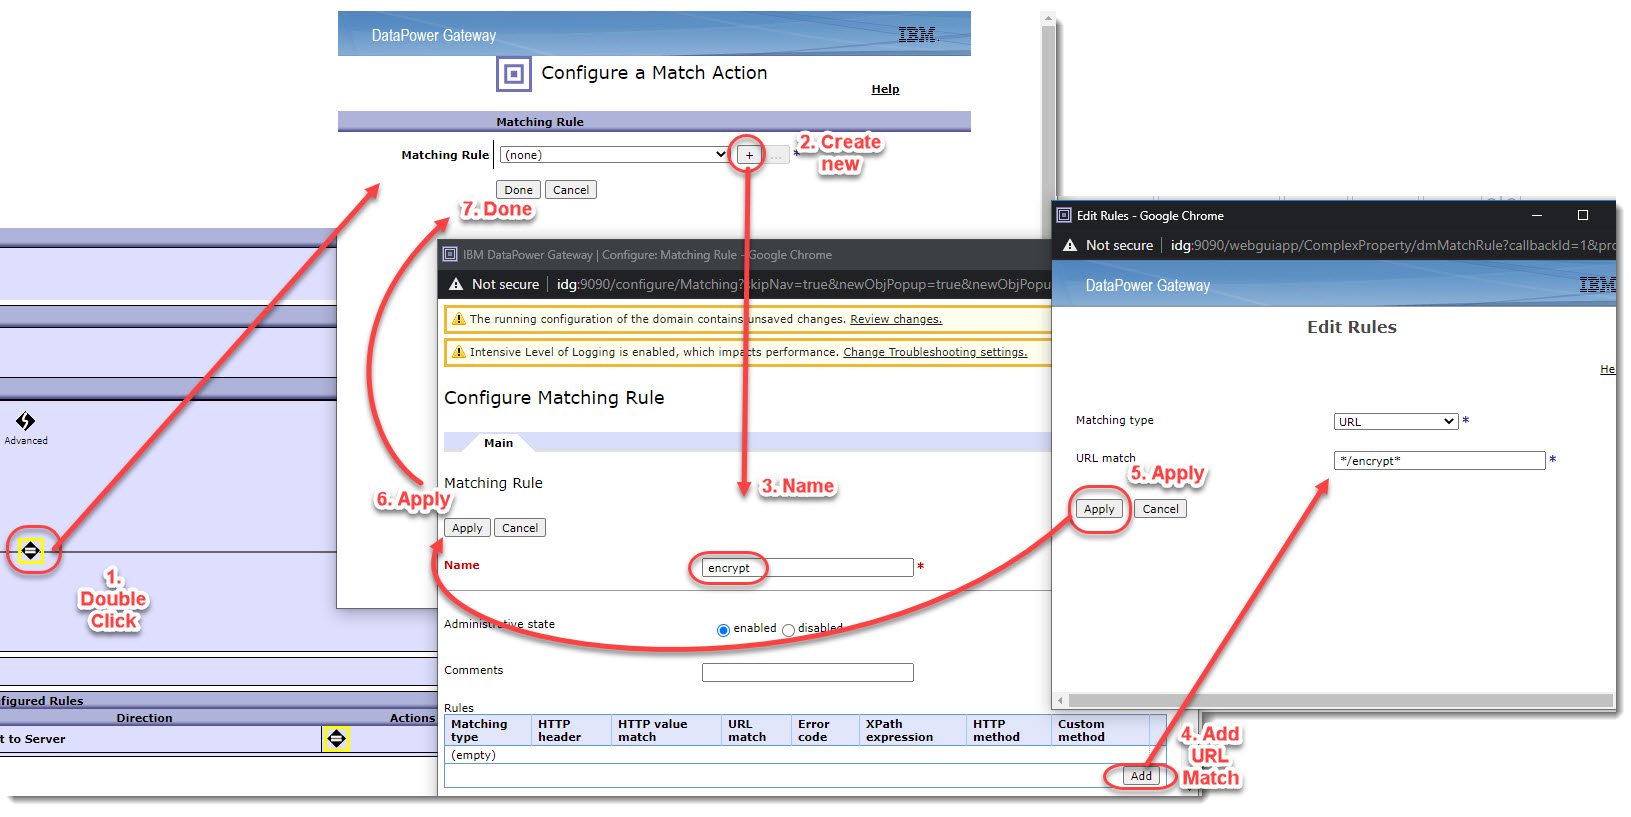 DataPower Gateway
IBM.
Configure a Match Action
Help
Matching Rule
Matching Rule
(none)
+
...
*
2. Create
new
Done
Cancel
7. Done
IBM DataPower Gateway | Configure: Matching Rule - Google Chrome
Not secure
idg:9090/configure/Matching?skipNav=true&newObjPopup=true&newObjPopu
The running configuration of the domain contains unsaved changes. Review changes.
Intensive Level of Logging is enabled, which impacts performance. Change Troubleshooting settings.
Configure Matching Rule
Main
Matching Rule
6. Apply
3. Name
Apply
Cancel
Name
encrypt
*
Administrative state
enabled
disabled
Comments
Rules
Matching type
HTTP header
HTTP value match
URL match
Error code
XPath expression
HTTP method
Custom method
(empty)
Add
4. Add
URL
Match
Edit Rules - Google Chrome
Not secure
idg:9090/webguiapp/ComplexProperty/dmMatchRule?callbackId=1&pro
DataPower Gateway
IBM
Edit Rules
He
Matching type
URL
*
URL match
*/encrypt*
*
5. Apply
Apply
Cancel
Advanced
1.
Double
Click
figured Rules
Direction
Actions
t to Server